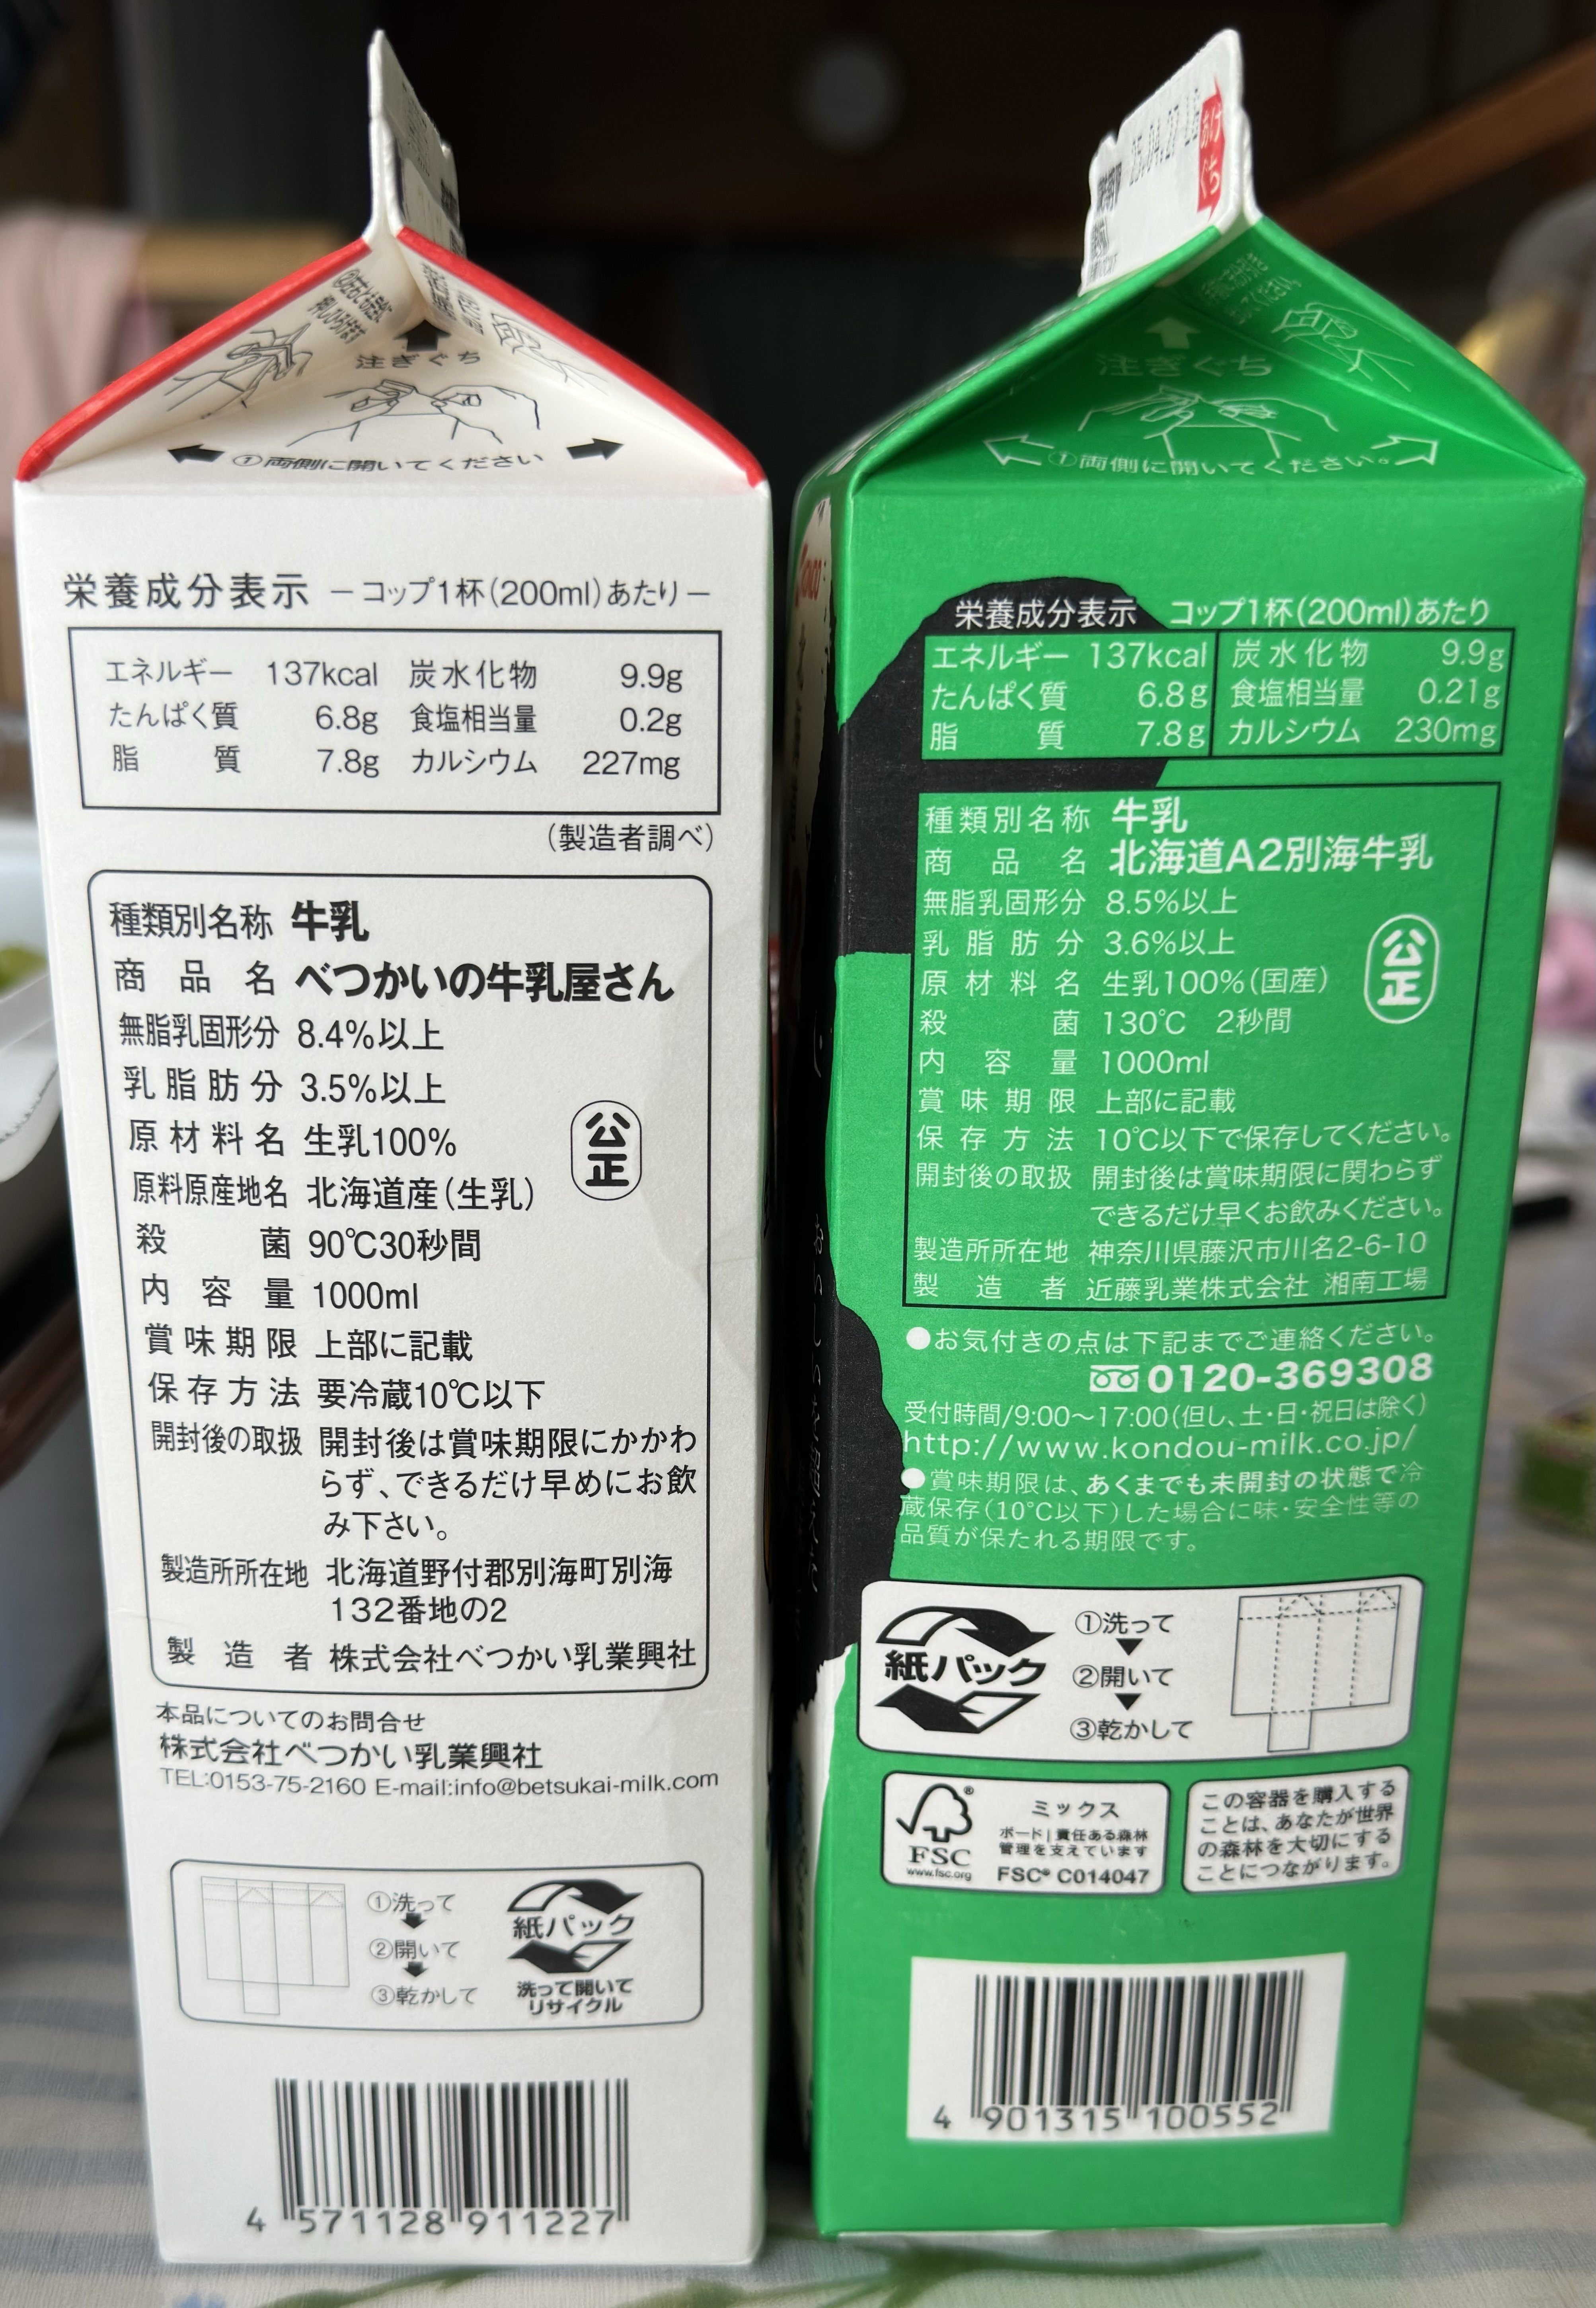 注ぎぐち
①両側に開いてください
栄養成分表示 －コップ1杯(200ml)あたり－
エネルギー 137kcal 炭水化物 9.9g
たんぱく質 6.8g 食塩相当量 0.2g
脂質 7.8g カルシウム 227mg
(製造者調べ)
種類別名称 牛乳
商品名 べつかいの牛乳屋さん
無脂乳固形分 8.4%以上
乳脂肪分 3.5%以上
原材料名 生乳100%
原料原産地名 北海道産(生乳)
公正
殺菌 90℃30秒間
内容量 1000ml
賞味期限 上部に記載
保存方法 要冷蔵10℃以下
開封後の取扱 開封後は賞味期限にかかわ
らず、できるだけ早めにお飲
み下さい。
製造所所在地 北海道野付郡別海町別海
132番地の2
製造者 株式会社べつかい乳業興社
本品についてのお問合せ
株式会社べつかい乳業興社
TEL:0153-75-2160 E-mail:info@betsukai-milk.com
①洗って
②開いて
③乾かして
紙パック
洗って開いて
リサイクル
4 571128 911227
25.04.27
あけぐち
注ぎぐち
①両側に開いてください。
栄養成分表示 コップ1杯(200ml)あたり
エネルギー 137kcal 炭水化物 9.9g
たんぱく質 6.8g 食塩相当量 0.21g
脂質 7.8g カルシウム 230mg
種類別名称 牛乳
商品名 北海道A2別海牛乳
無脂乳固形分 8.5%以上
乳脂肪分 3.6%以上
原材料名 生乳100%(国産)
公正
殺菌 130℃ 2秒間
内容量 1000ml
賞味期限 上部に記載
保存方法 10℃以下で保存してください。
開封後の取扱 開封後は賞味期限に関わらず
できるだけ早くお飲みください。
製造所所在地 神奈川県藤沢市川名2-6-10
製造者 近藤乳業株式会社 湘南工場
●お気付きの点は下記までご連絡ください。
0120-369308
受付時間/9:00～17:00(但し、土・日・祝日は除く)
http://www.kondou-milk.co.jp/
●賞味期限は、あくまでも未開封の状態で冷
蔵保存(10℃以下)した場合に味・安全性等の
品質が保たれる期限です。
紙パック
①洗って
②開いて
③乾かして
FSC®
www.fsc.org
ミックス
ボード|責任ある森林
管理を支えています
FSC® C014047
この容器を購入する
ことは、あなたが世界
の森林を大切にする
ことにつながります。
4 901315 100552